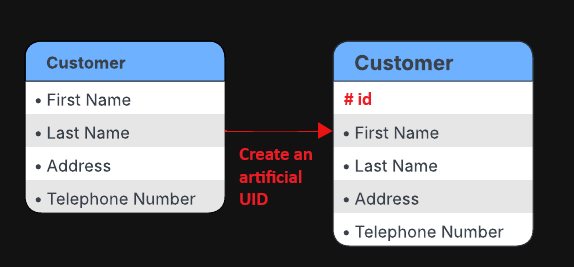 Customer
• First Name
• Last Name
• Address
• Telephone Number
Create an
artificial
UID
Customer
# id
• First Name
• Last Name
• Address
• Telephone Number